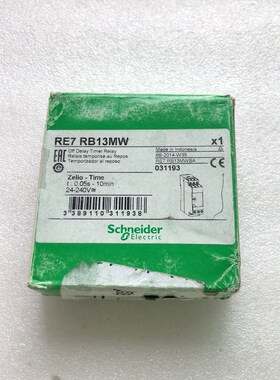 RE7 RB13MW
x1
Off Delay Timer Relay
Relais temporisé au Repos
Temporizador al reposo
Made in Indonesia
031193
Zelio - Time
t : 0.05s - 10min
24-240V
3 389110 311938
Schneider
Electric